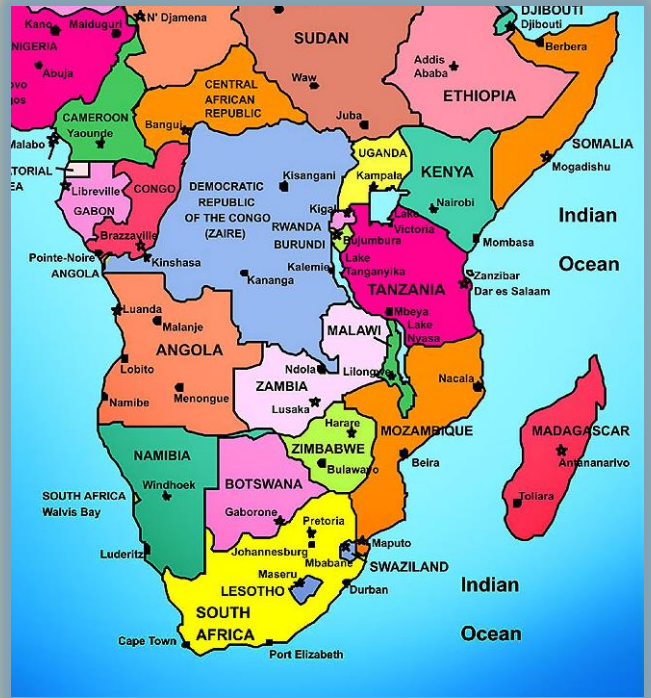 N' Djamena
DJIBOUTI
Djibouti
Kano
Maiduguri
SUDAN
Berbera
NIGERIA
Abuja
Addis
Ababa
Waw
CENTRAL
AFRICAN
REPUBLIC
ETHIOPIA
CAMEROON
Yaounde
Bangui
Juba
Malabo
UGANDA
Kampala
KENYA
SOMALIA
Mogadishu
Kisangani
Libreville
GABON
CONGO
DEMOCRATIC
REPUBLIC
OF THE CONGO
(ZAIRE)
Nairobi
Indian
Ocean
RWANDA
BURUNDI
Bujumbura
Lake
Victoria
Mombasa
Brazzaville
Pointe-Noire
ANGOLA
Kinshasa
Kananga
Kalemie
Lake
Tanganyika
TANZANIA
Zanzibar
Dar es Salaam
Luanda
Malanje
Mbeya
Lake
Nyasa
MALAWI
ANGOLA
Lobito
Ndola
Lilongwe
Nacala
Namibe
Menongue
ZAMBIA
Lusaka
Harare
MOZAMBIQUE
MADAGASCAR
Antananarivo
NAMIBIA
ZIMBABWE
Bulawayo
Beira
Windhoek
BOTSWANA
Toliara
SOUTH AFRICA
Walvis Bay
Gaborone
Pretoria
Luderitz
Johannesburg
Maputo
Mbabane
SWAZILAND
Maseru
LESOTHO
Durban
Indian
Ocean
SOUTH
AFRICA
Cape Town
Port Elizabeth